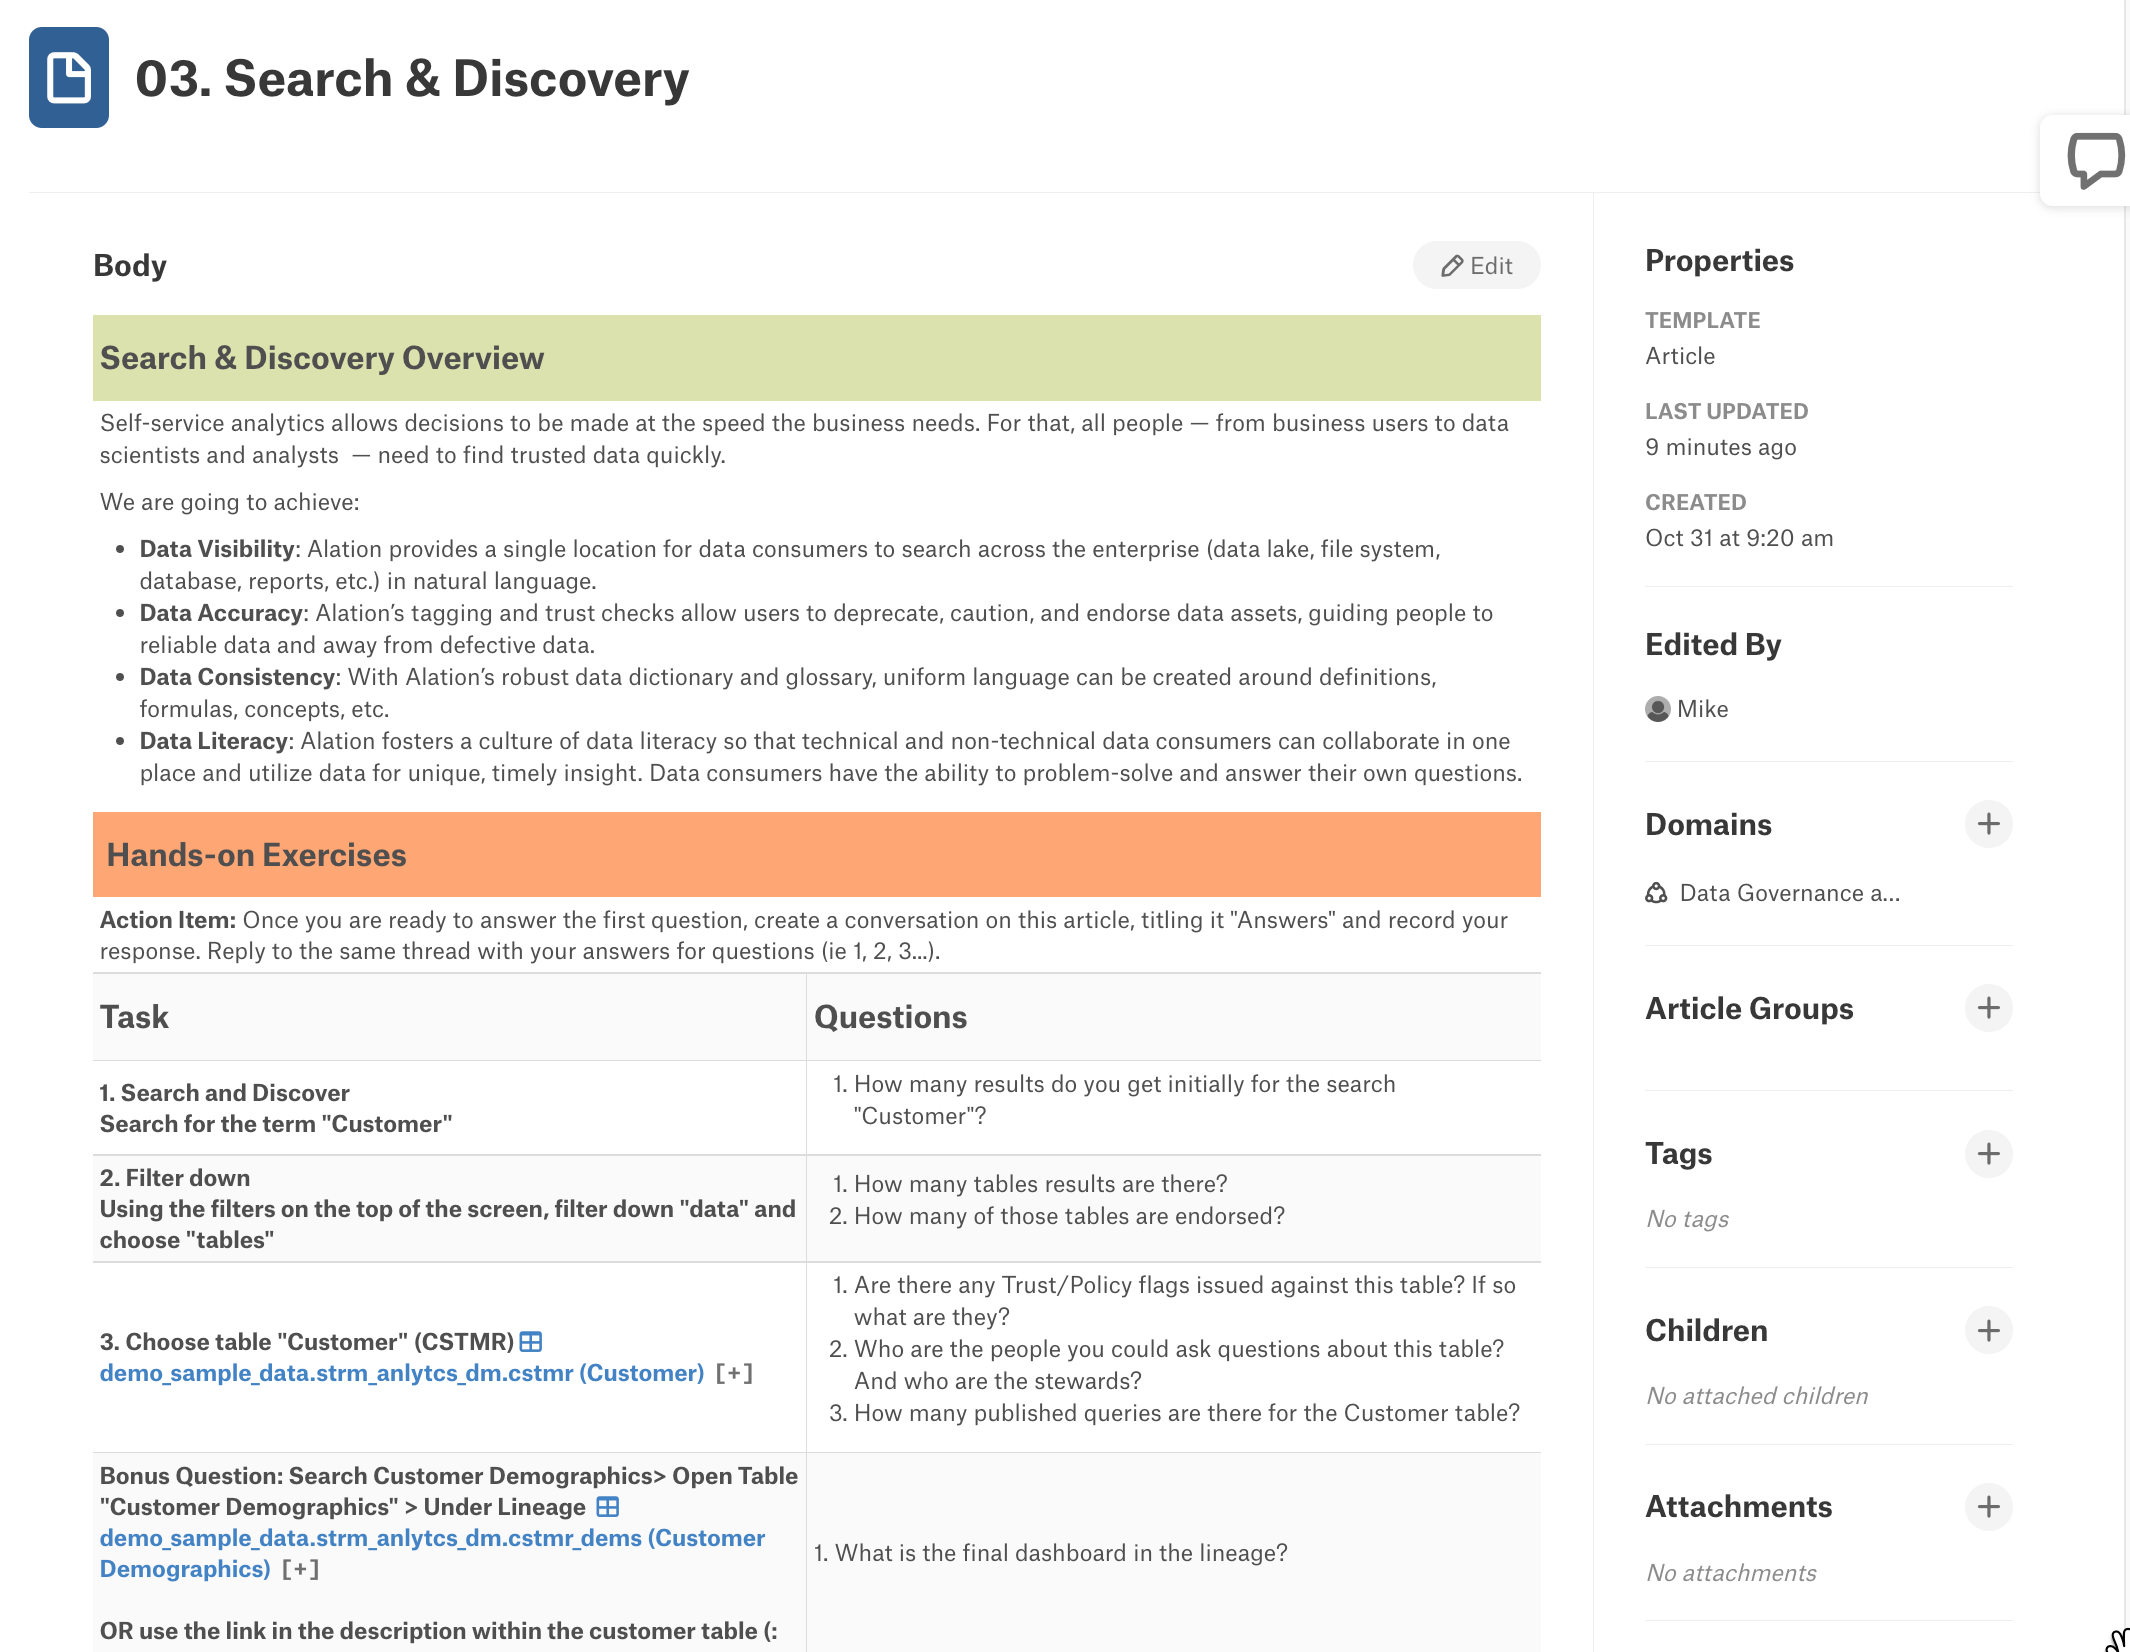 03. Search & Discovery
Body
Edit
Search & Discovery Overview
Self-service analytics allows decisions to be made at the speed the business needs. For that, all people — from business users to data
scientists and analysts — need to find trusted data quickly.
We are going to achieve:
• Data Visibility: Alation provides a single location for data consumers to search across the enterprise (data lake, file system,
database, reports, etc.) in natural language.
• Data Accuracy: Alation’s tagging and trust checks allow users to deprecate, caution, and endorse data assets, guiding people to
reliable data and away from defective data.
• Data Consistency: With Alation’s robust data dictionary and glossary, uniform language can be created around definitions,
formulas, concepts, etc.
• Data Literacy: Alation fosters a culture of data literacy so that technical and non-technical data consumers can collaborate in one
place and utilize data for unique, timely insight. Data consumers have the ability to problem-solve and answer their own questions.
Hands-on Exercises
Action Item: Once you are ready to answer the first question, create a conversation on this article, titling it "Answers" and record your
response. Reply to the same thread with your answers for questions (ie 1, 2, 3...).
Task
Questions
1. Search and Discover
Search for the term "Customer"
1. How many results do you get initially for the search
"Customer"?
2. Filter down
Using the filters on the top of the screen, filter down "data" and
choose "tables"
1. How many tables results are there?
2. How many of those tables are endorsed?
3. Choose table "Customer" (CSTMR)
demo_sample_data.strm_anlytcs_dm.cstmr (Customer) [+]
1. Are there any Trust/Policy flags issued against this table? If so
what are they?
2. Who are the people you could ask questions about this table?
And who are the stewards?
3. How many published queries are there for the Customer table?
Bonus Question: Search Customer Demographics> Open Table
"Customer Demographics" > Under Lineage
demo_sample_data.strm_anlytcs_dm.cstmr_dems (Customer
Demographics) [+]
OR use the link in the description within the customer table (:
1. What is the final dashboard in the lineage?
Properties
TEMPLATE
Article
LAST UPDATED
9 minutes ago
CREATED
Oct 31 at 9:20 am
Edited By
Mike
Domains
Data Governance a...
Article Groups
Tags
No tags
Children
No attached children
Attachments
No attachments